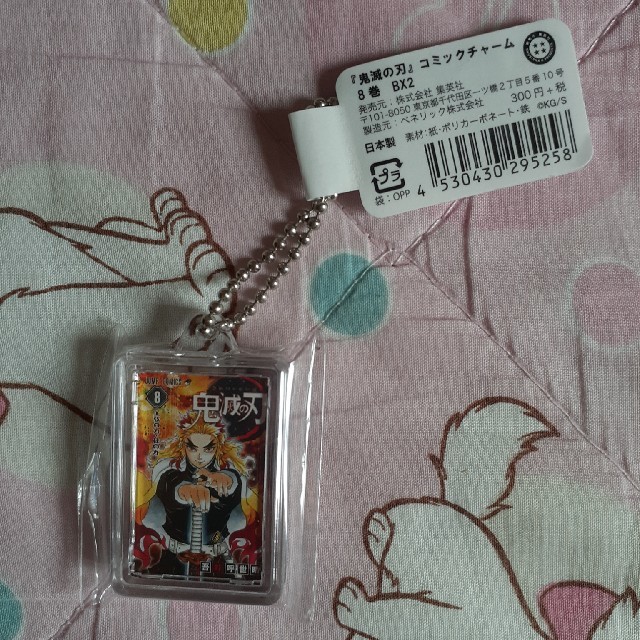 『鬼滅の刃』コミックチャーム
8巻 BX2
発売元:株式会社 集英社
〒101-8050 東京都千代田区一ツ橋2丁目5番10号
製造元:ベネリック株式会社 300円+税
日本製 素材:紙・ポリカーボネート・鉄 ©KG/S
プラ
袋:OPP
4 530430 295258
JUMP COMICS
8
鬼滅の刃